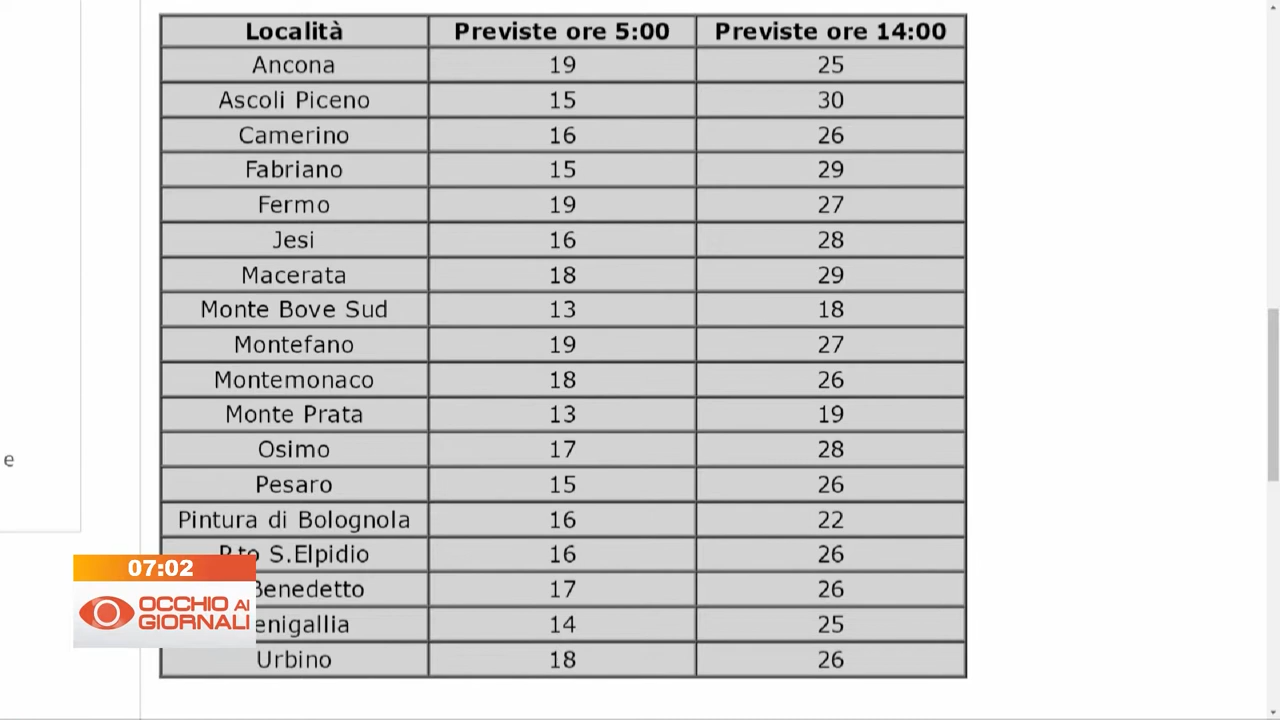 Località Previste ore 5:00 Previste ore 14:00
Ancona 19 25
Ascoli Piceno 15 30
Camerino 16 26
Fabriano 15 29
Fermo 19 27
Jesi 16 28
Macerata 18 29
Monte Bove Sud 13 18
Montefano 19 27
Montemonaco 18 26
Monte Prata 13 19
Osimo 17 28
e
Pesaro 15 26
Pintura di Bolognola 16 22
P.to S.Elpidio 16 26
07:02
Benedetto 17 26
OCCHIO AI
GIORNALI
enigallia 14 25
Urbino 18 26